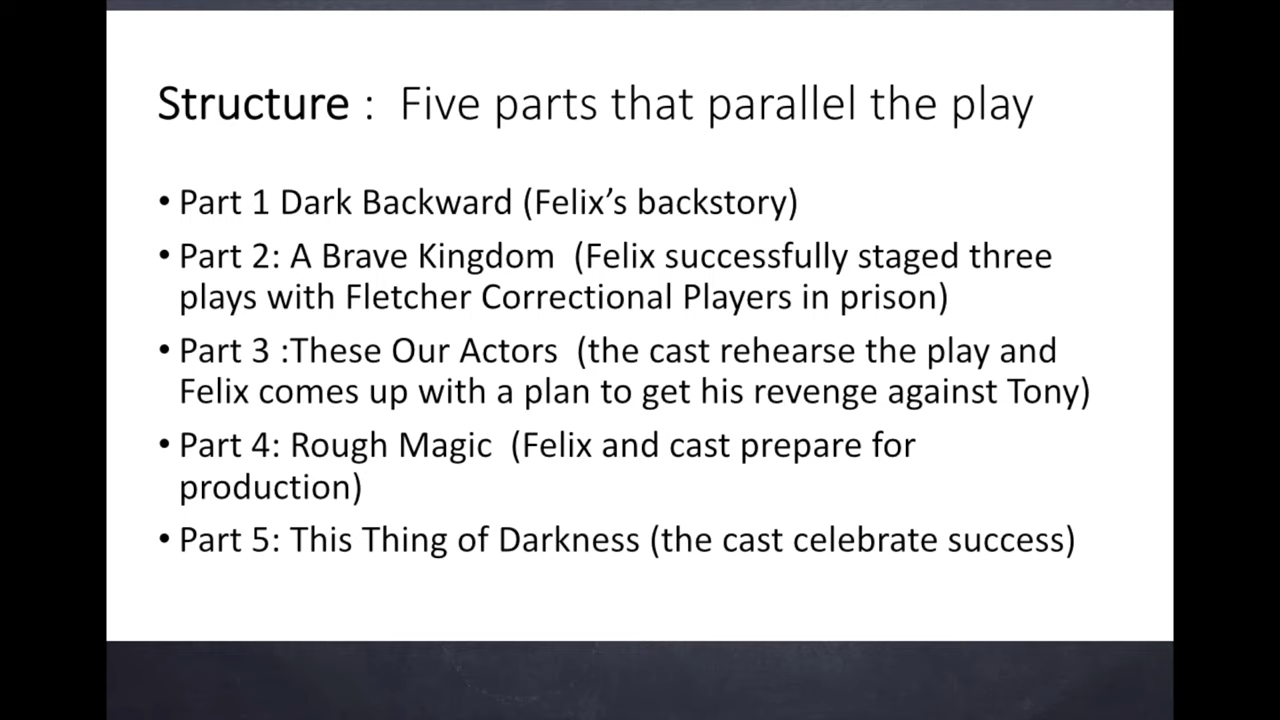 Structure : Five parts that parallel the play
• Part 1 Dark Backward (Felix’s backstory)
• Part 2: A Brave Kingdom (Felix successfully staged three
plays with Fletcher Correctional Players in prison)
• Part 3 :These Our Actors (the cast rehearse the play and
Felix comes up with a plan to get his revenge against Tony)
• Part 4: Rough Magic (Felix and cast prepare for
production)
• Part 5: This Thing of Darkness (the cast celebrate success)